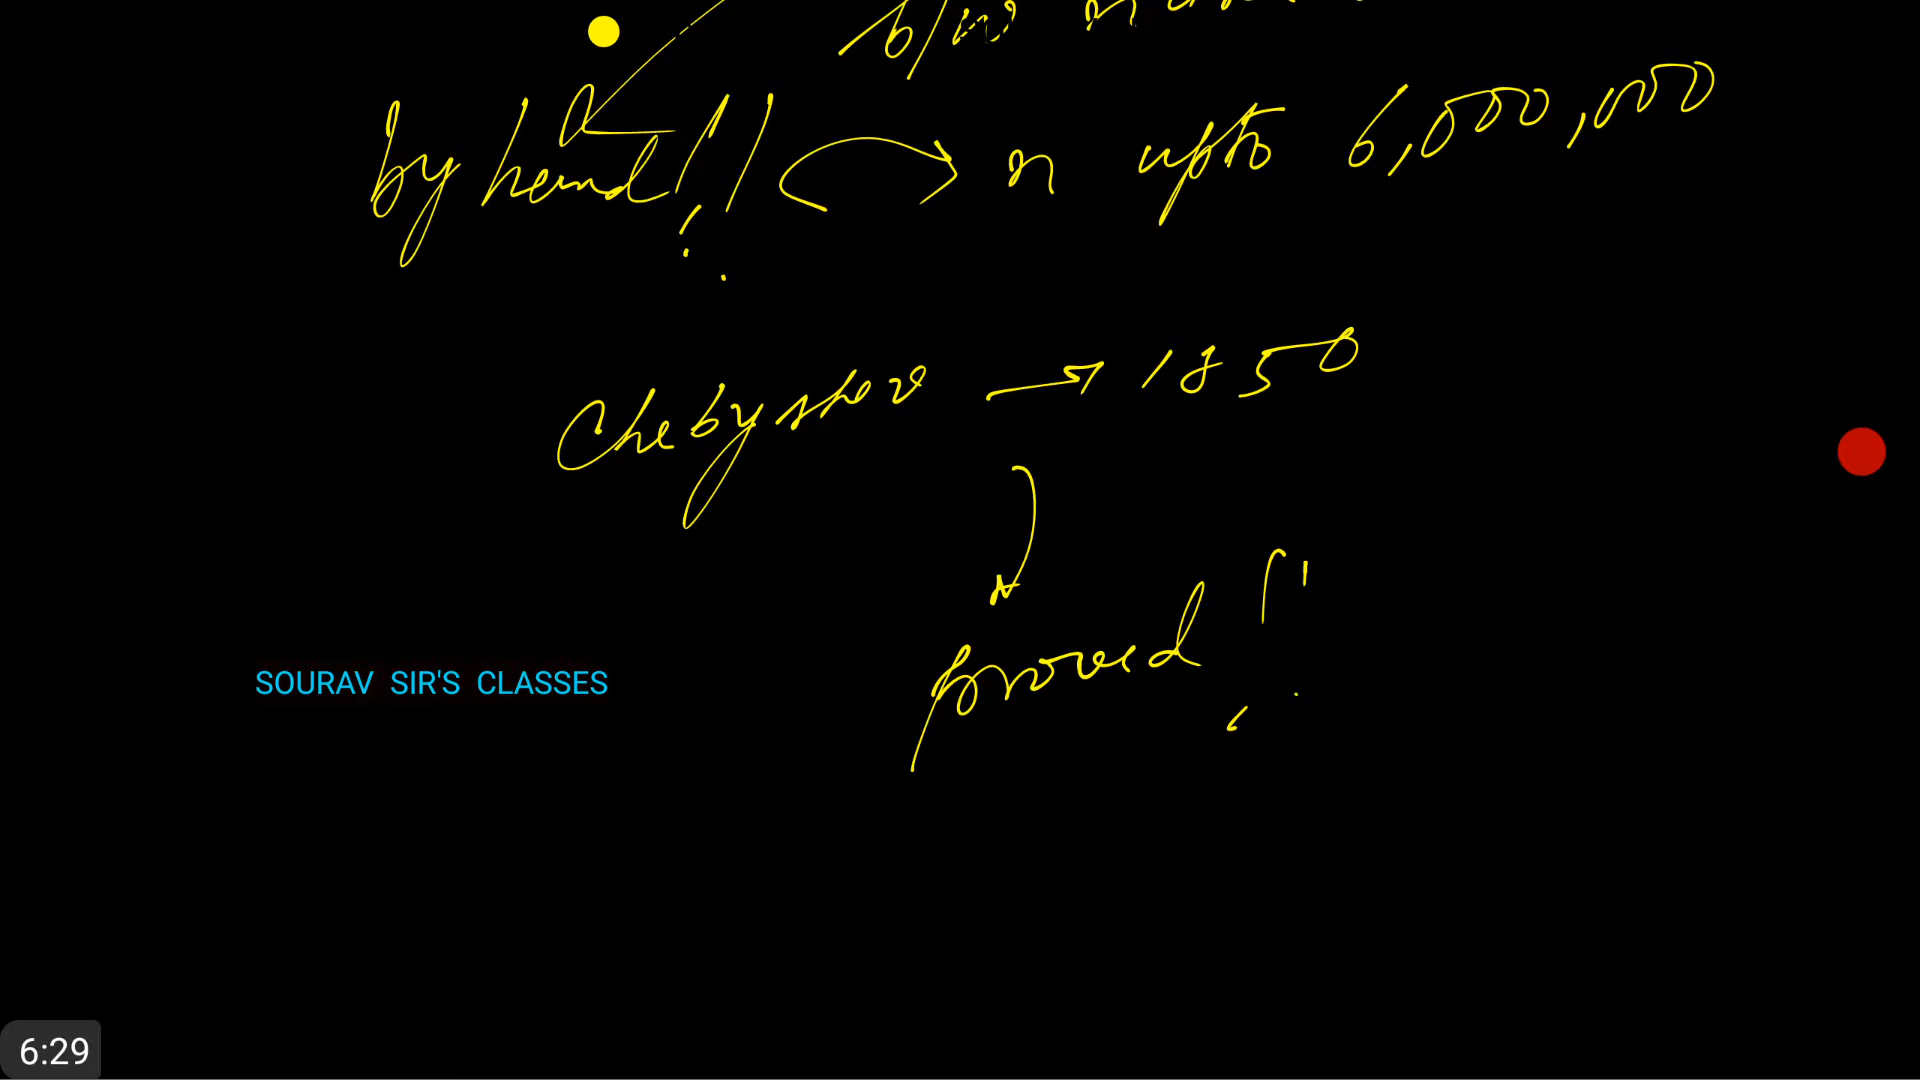 b/w n
by hand!! → n upto 6,000,000
Chebyshev → 1850
proved!!
SOURAV SIR'S CLASSES
6:29